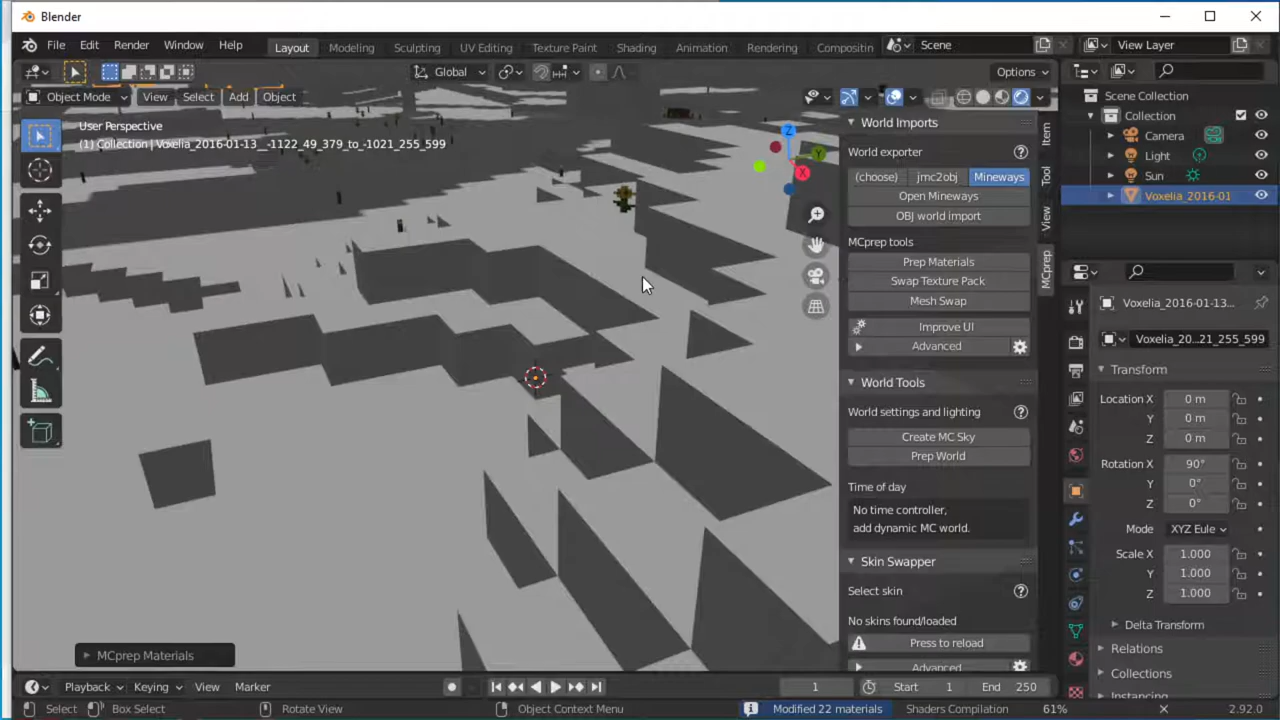 Blender
File Edit Render Window Help Layout Modeling Sculpting UV Editing Texture Paint Shading Animation Rendering Compositin Scene View Layer
Global Options
Object Mode View Select Add Object
User Perspective
(1) Collection | Voxelia_2016-01-13__-1122_49_379_to_-1021_255_599
Z
Y
X
World Imports
World exporter
(choose) jmc2obj Mineways
Open Mineways
OBJ world import
MCprep tools
Prep Materials
Swap Texture Pack
Mesh Swap
Improve UI
Advanced
World Tools
World settings and lighting
Create MC Sky
Prep World
Time of day
No time controller,
add dynamic MC world.
Skin Swapper
Select skin
No skins found/loaded
Press to reload
Advanced
Item
Tool
View
MCprep
Scene Collection
Collection
Camera
Light
Sun
Voxelia_2016-01
Voxelia_2016-01-13...
Voxelia_20...21_255_599
Transform
Location X 0 m
Y 0 m
Z 0 m
Rotation X 90°
Y 0°
Z 0°
Mode XYZ Eule
Scale X 1.000
Y 1.000
Z 1.000
Delta Transform
Relations
Collections
Instancing
MCprep Materials
Playback Keying View Marker 1 Start 1 End 250
Select Box Select Rotate View Object Context Menu Modified 22 materials Shaders Compilation 61% 2.92.0